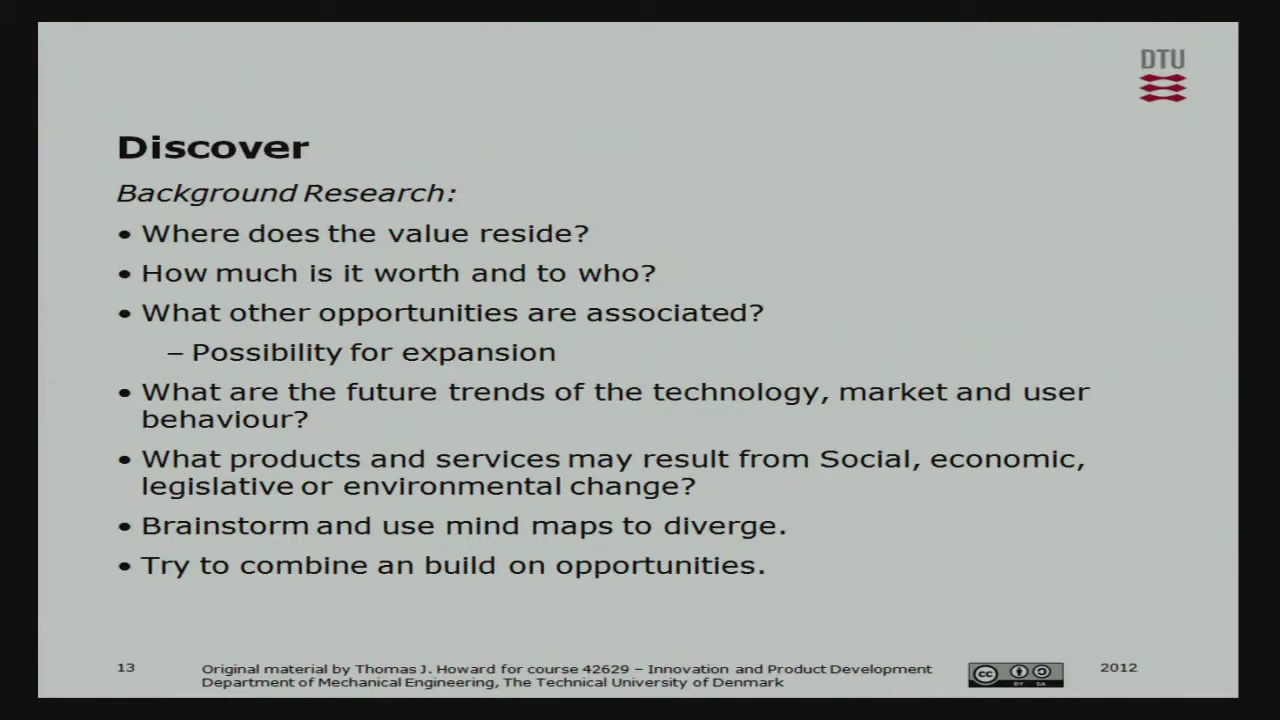 DTU
Discover
Background Research:
• Where does the value reside?
• How much is it worth and to who?
• What other opportunities are associated?
– Possibility for expansion
• What are the future trends of the technology, market and user
behaviour?
• What products and services may result from Social, economic,
legislative or environmental change?
• Brainstorm and use mind maps to diverge.
• Try to combine an build on opportunities.
13
Original material by Thomas J. Howard for course 42629 – Innovation and Product Development
Department of Mechanical Engineering, The Technical University of Denmark
cc BY SA
2012